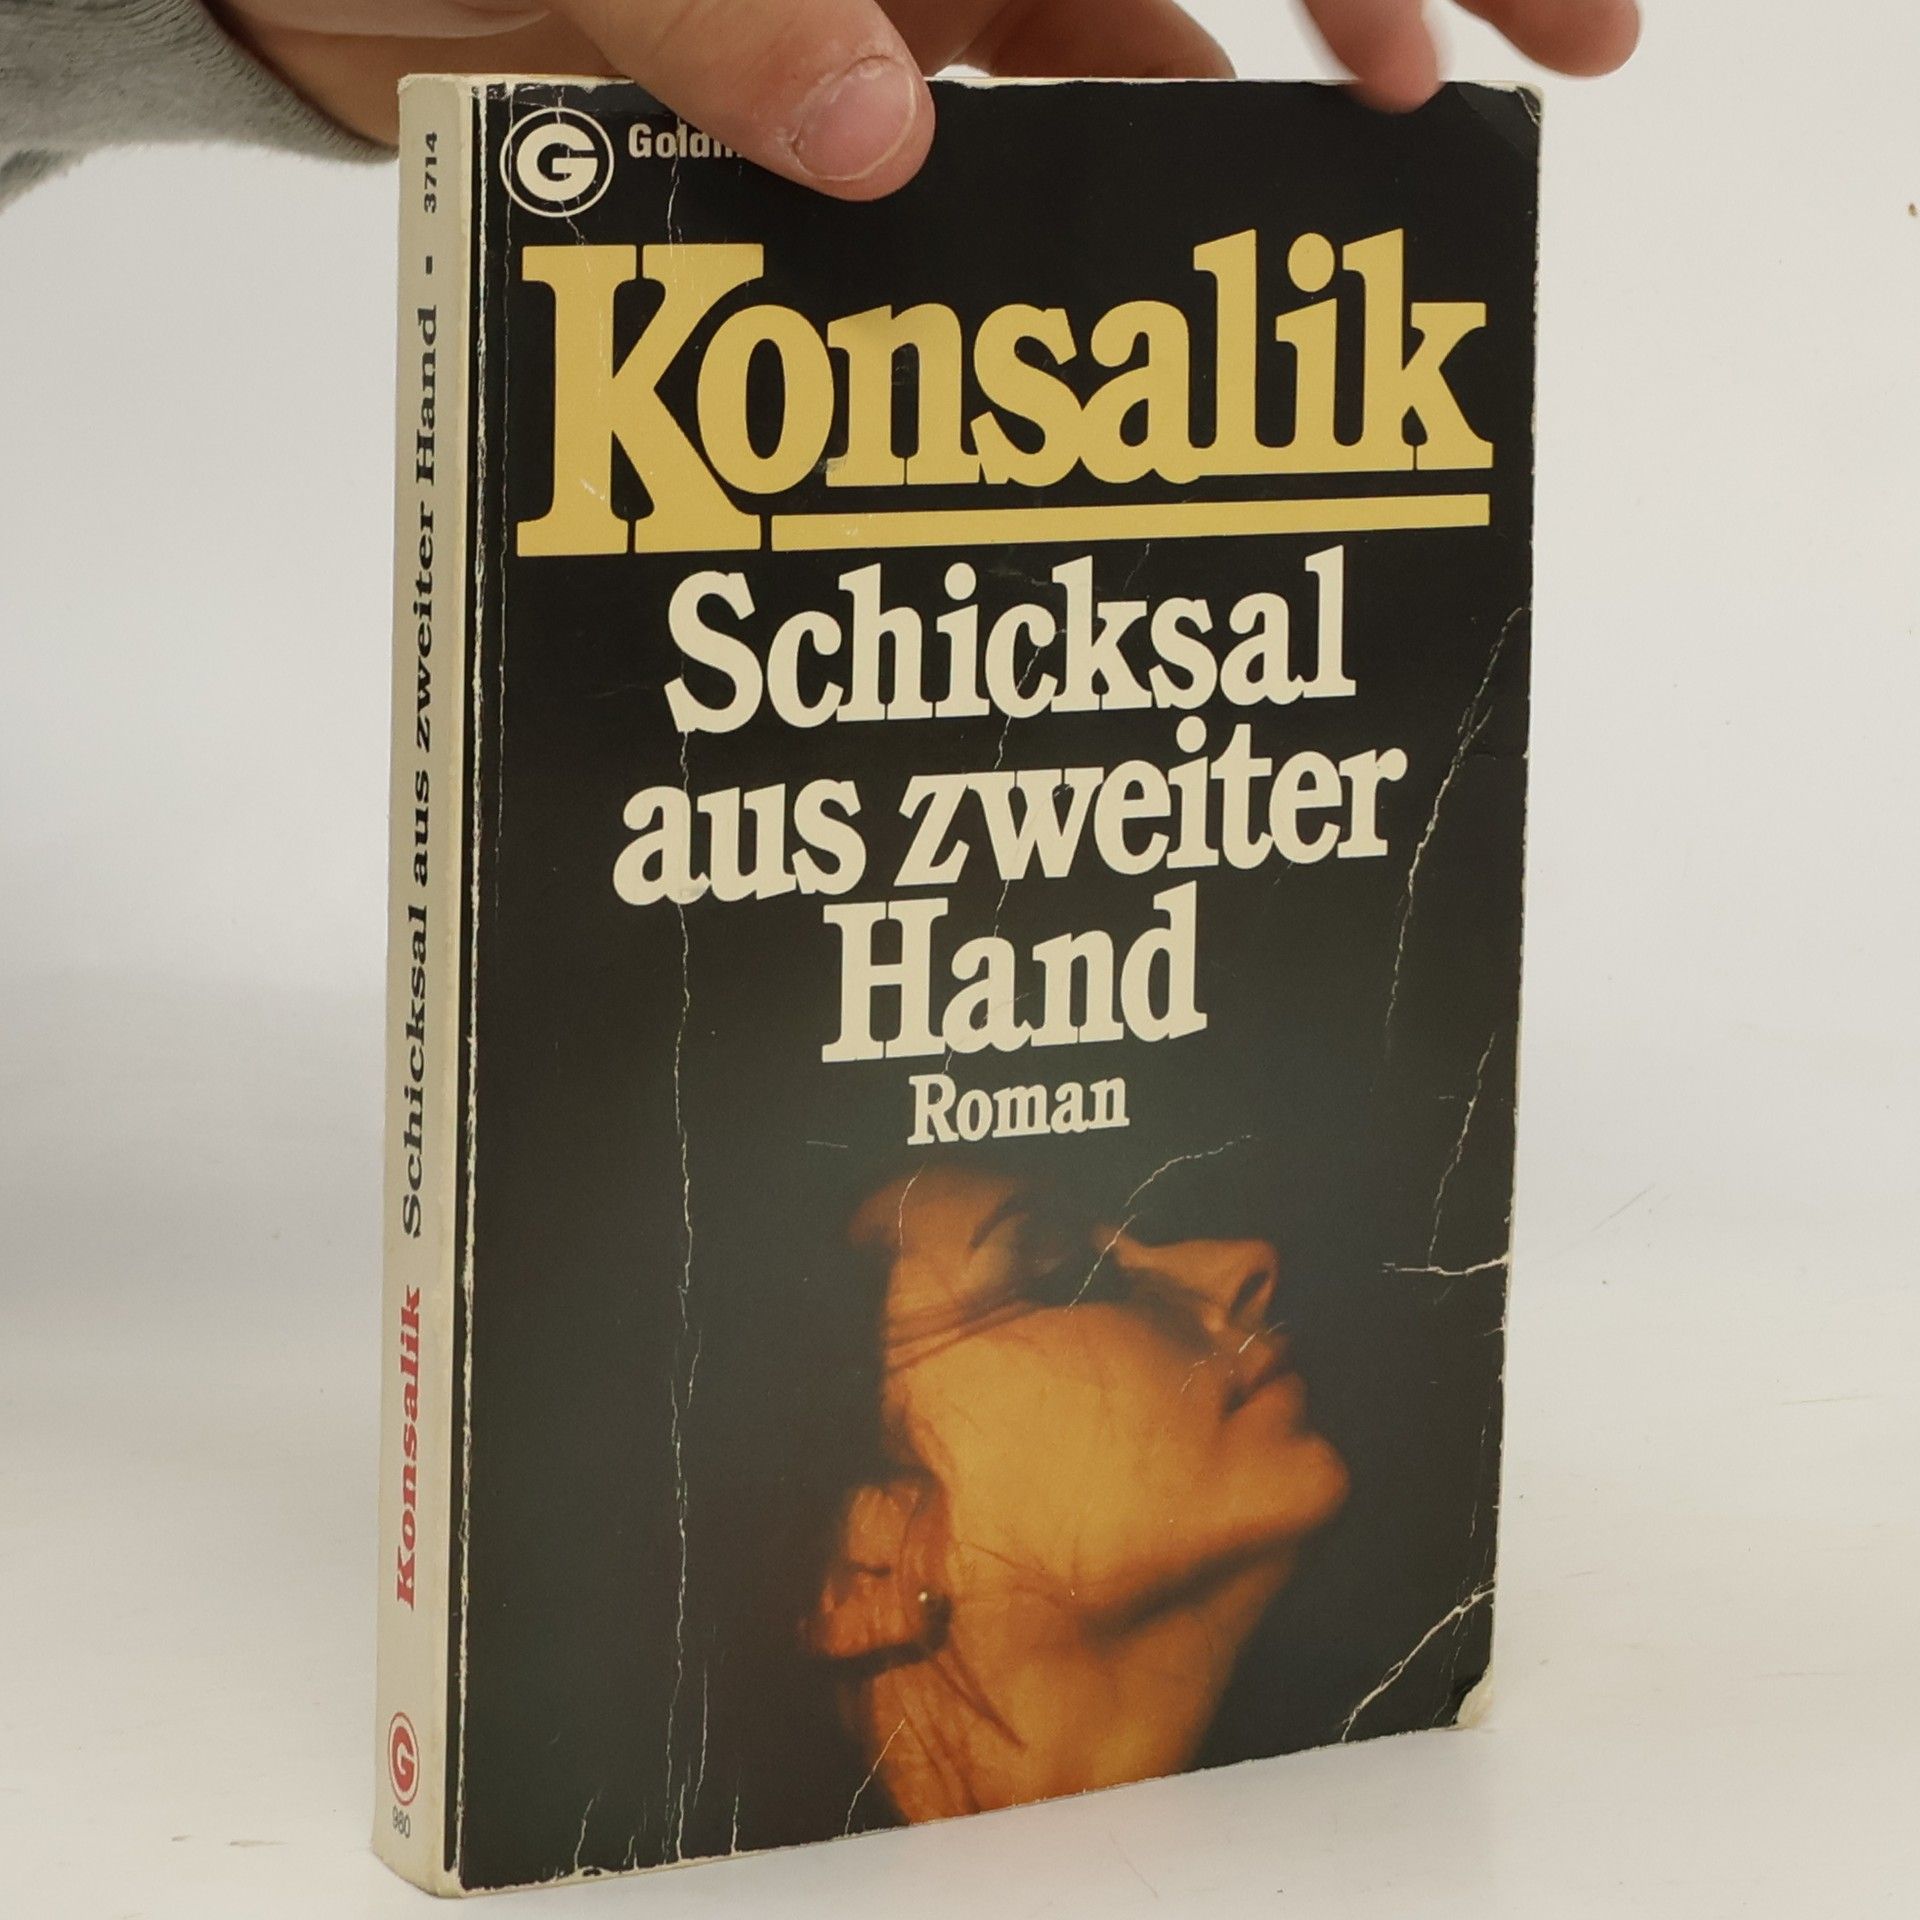 G
Konsalik
Schicksal
aus zweiter
Hand
Roman
Konsalik Schicksal aus zweiter Hand - 3714
G
980